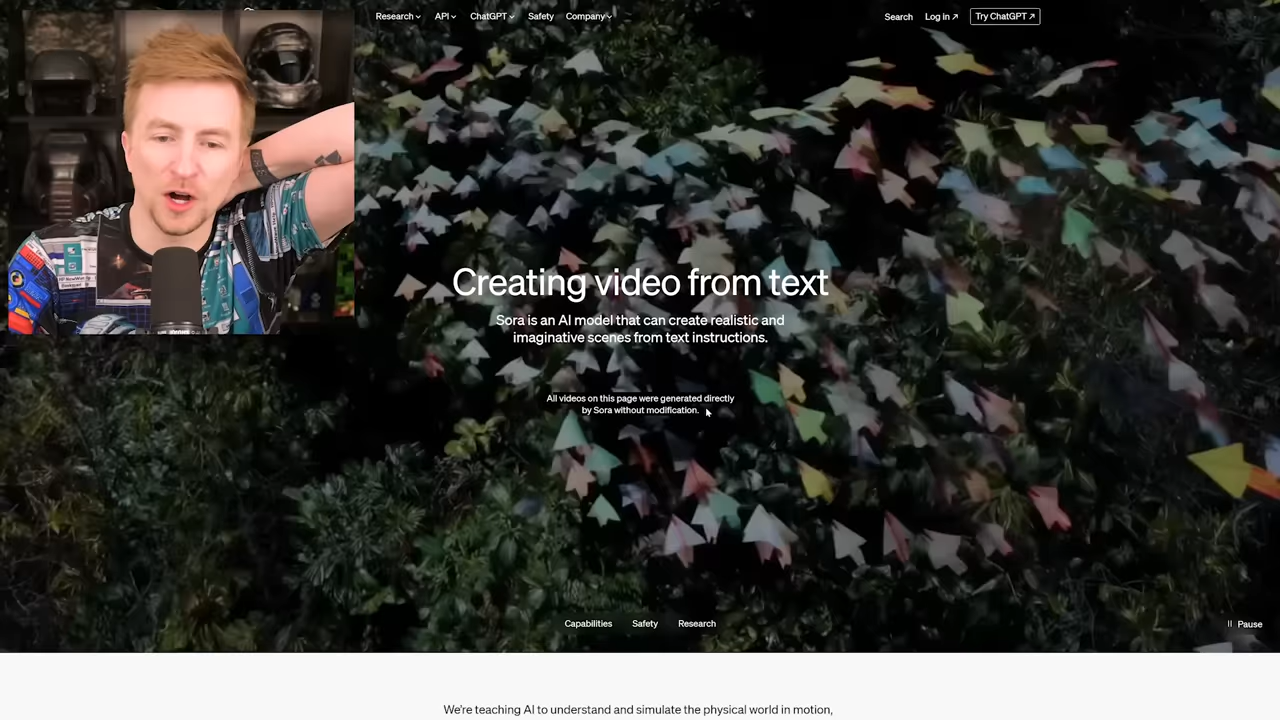 Research
API
ChatGPT
Safety
Company
Search
Log in ↗
Try ChatGPT ↗
Creating video from text
Sora is an AI model that can create realistic and
imaginative scenes from text instructions.
All videos on this page were generated directly
by Sora without modification.
Capabilities
Safety
Research
Pause
We're teaching AI to understand and simulate the physical world in motion,